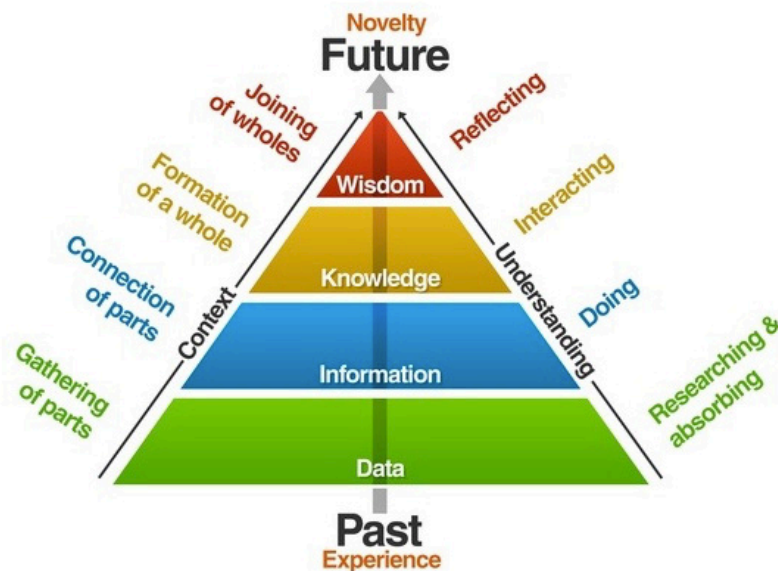 Novelty
Future
Joining
of wholes
Reflecting
Wisdom
Formation
of a whole
Interacting
Knowledge
Connection
of parts
Context
Understanding
Doing
Information
Gathering
of parts
Researching &
absorbing
Data
Past
Experience